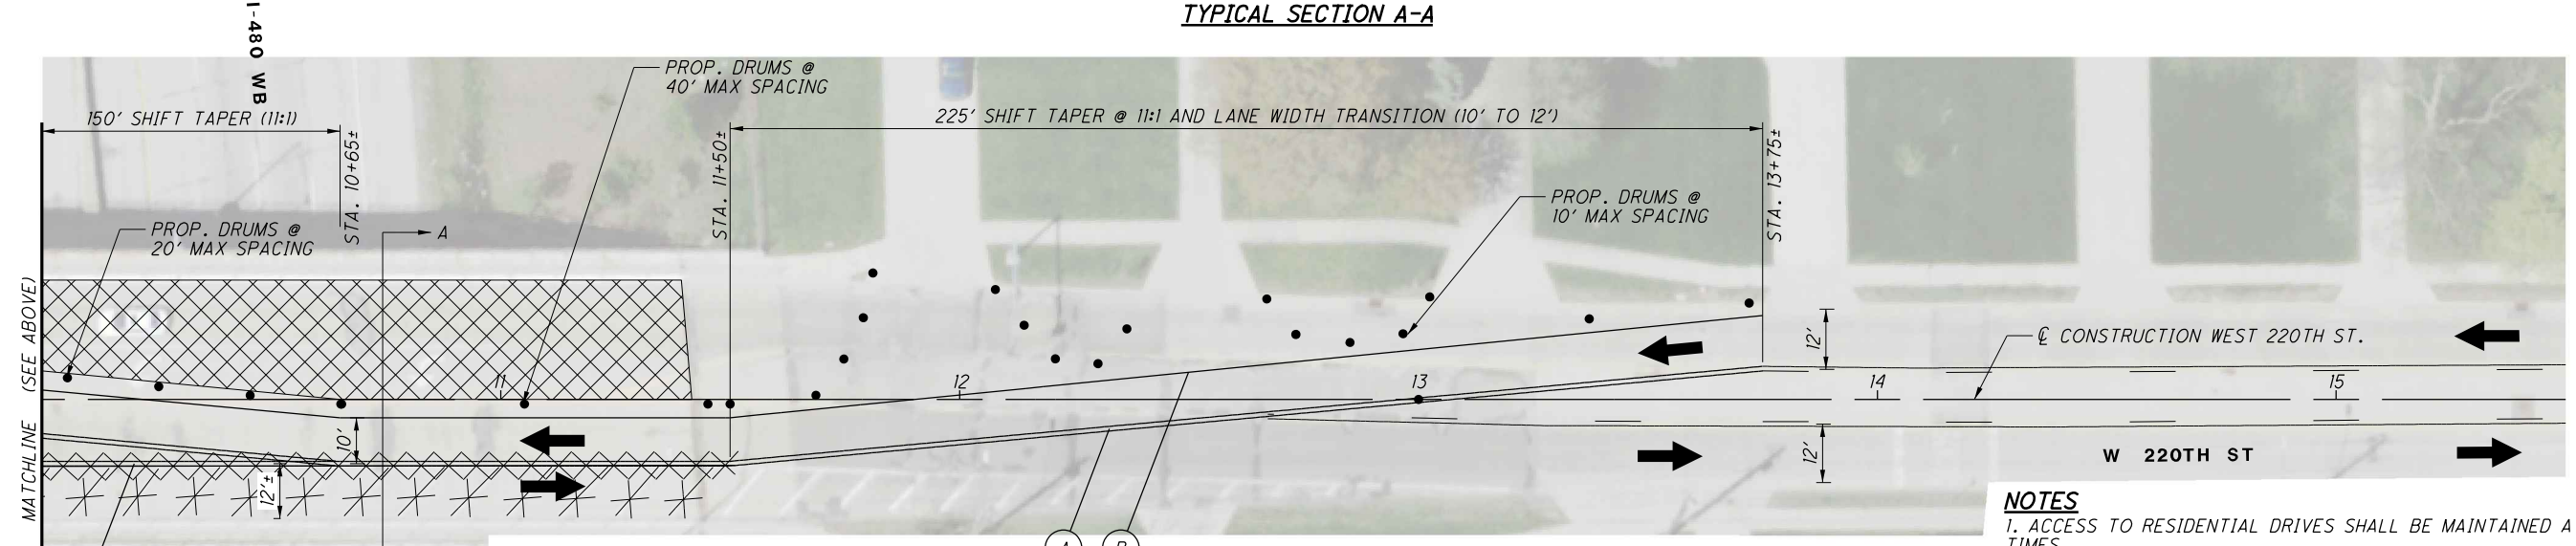 TYPICAL SECTION A-A
I-480 WB
PROP. DRUMS @
40' MAX SPACING
150' SHIFT TAPER (11:1)
225' SHIFT TAPER @ 11:1 AND LANE WIDTH TRANSITION (10' TO 12')
STA. 10+65±
STA. 11+50±
STA. 13+75±
PROP. DRUMS @
10' MAX SPACING
PROP. DRUMS @
20' MAX SPACING
A
MATCHLINE (SEE ABOVE)
℄ CONSTRUCTION WEST 220TH ST.
12'
11
12
13
14
15
10'
12'±
12'
W 220TH ST
NOTES
1. ACCESS TO RESIDENTIAL DRIVES SHALL BE MAINTAINED A
TIMES
A
B